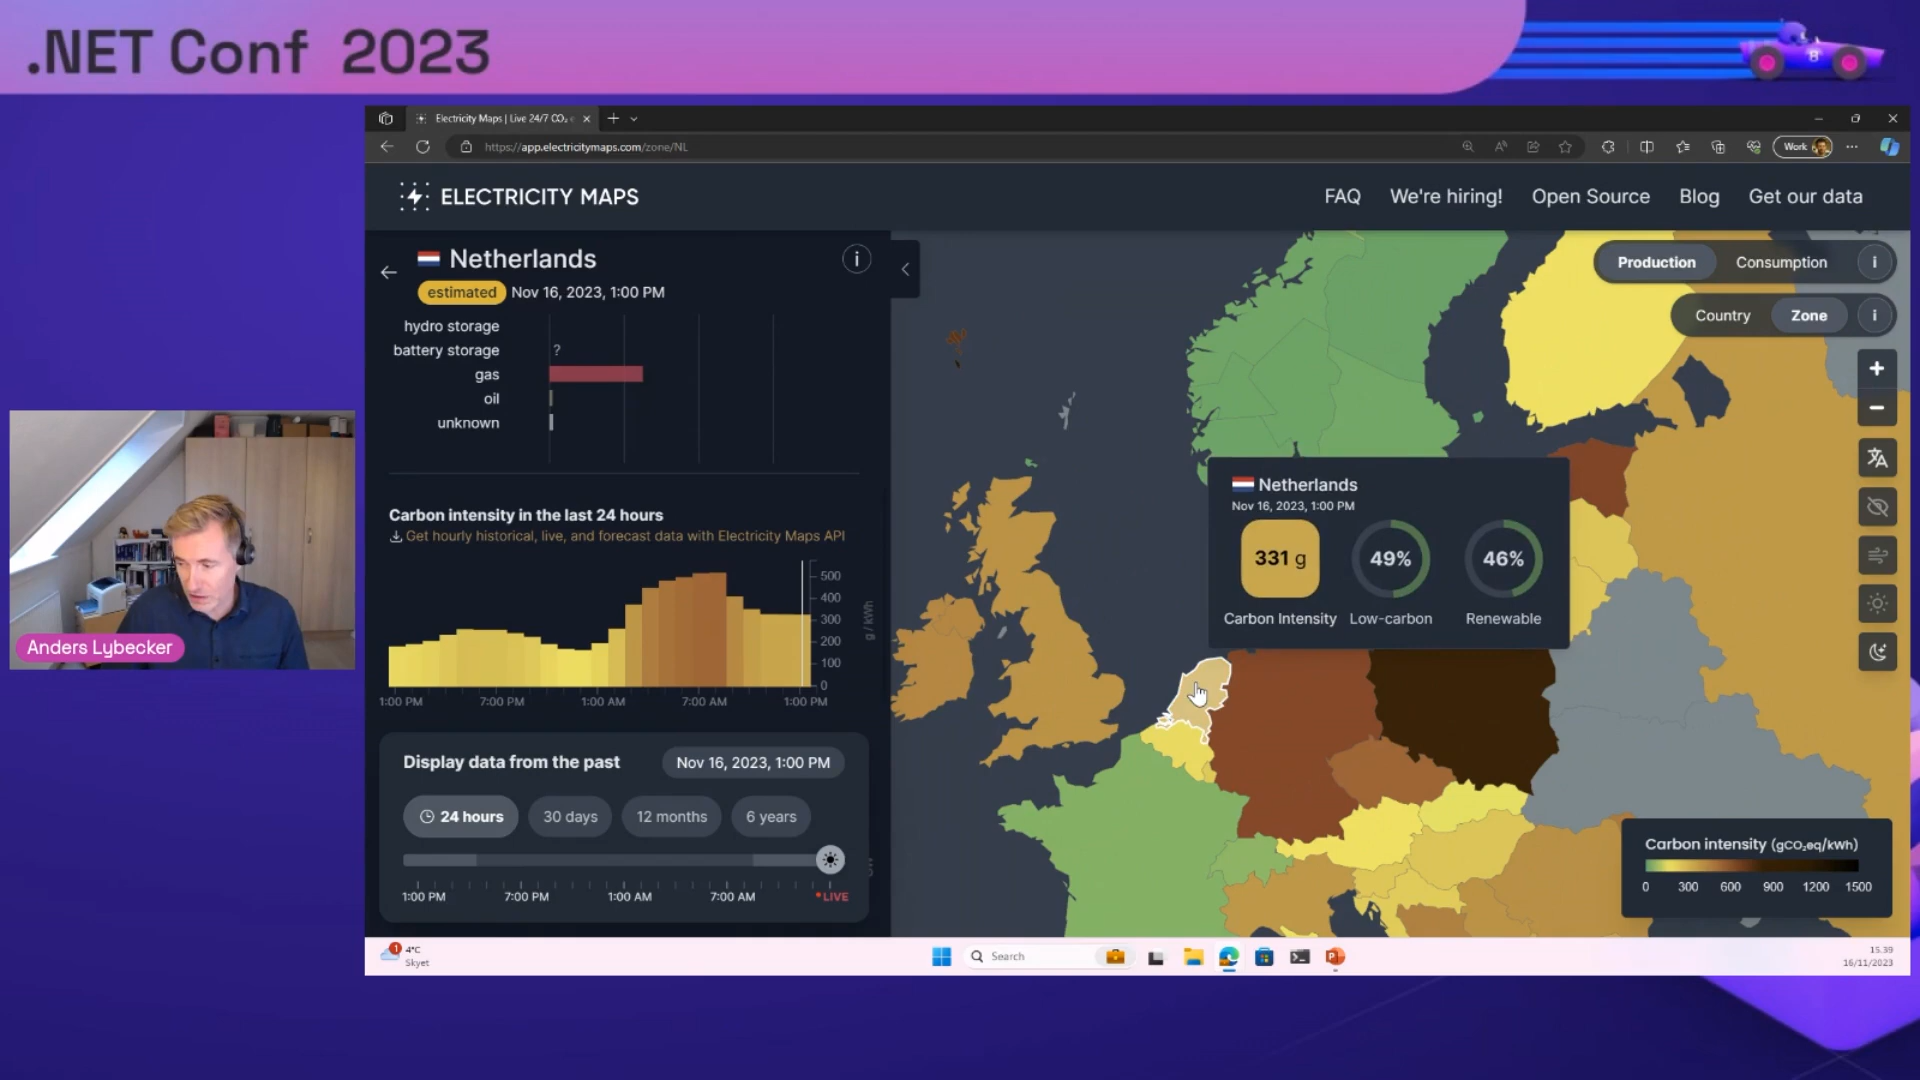 .NET Conf 2023
8
Electricity Maps | Live 24/7 CO₂
https://app.electricitymaps.com/zone/NL
Work
ELECTRICITY MAPS
FAQ
We're hiring!
Open Source
Blog
Get our data
Netherlands
estimated
Nov 16, 2023, 1:00 PM
hydro storage
battery storage
?
gas
oil
unknown
Carbon intensity in the last 24 hours
Get hourly historical, live, and forecast data with Electricity Maps API
500
400
300
200
100
0
g / kWh
1:00 PM
7:00 PM
1:00 AM
7:00 AM
1:00 PM
Display data from the past
Nov 16, 2023, 1:00 PM
24 hours
30 days
12 months
6 years
1:00 PM
7:00 PM
1:00 AM
7:00 AM
LIVE
Production
Consumption
i
Country
Zone
i
Netherlands
Nov 16, 2023, 1:00 PM
331 g
49%
46%
Carbon Intensity
Low-carbon
Renewable
Carbon intensity (gCO₂eq/kWh)
0
300
600
900
1200
1500
Anders Lybecker
1
4°C
Skyet
Search
15.39
16/11/2023